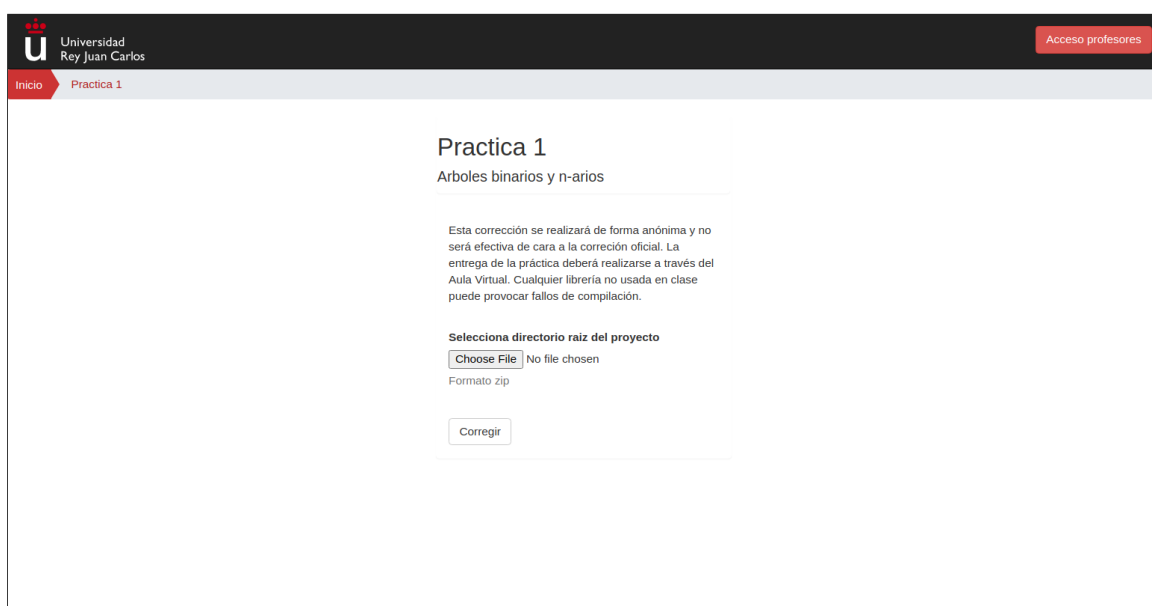 Universidad
Rey Juan Carlos
Acceso profesores
Inicio
Practica 1
Practica 1
Arboles binarios y n-arios
Esta corrección se realizará de forma anónima y no
será efectiva de cara a la correción oficial. La
entrega de la práctica deberá realizarse a través del
Aula Virtual. Cualquier librería no usada en clase
puede provocar fallos de compilación.
Selecciona directorio raiz del proyecto
Choose File No file chosen
Formato zip
Corregir